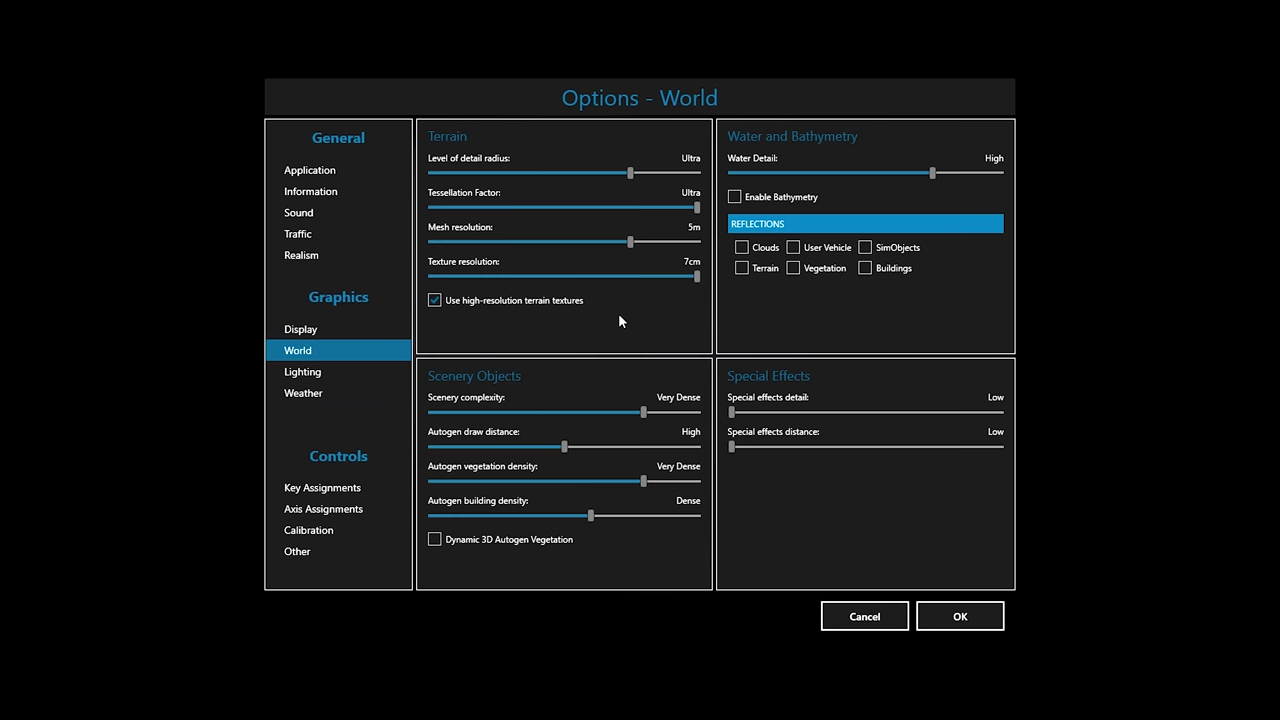 Options - World
General
Application
Information
Sound
Traffic
Realism
Graphics
Display
World
Lighting
Weather
Controls
Key Assignments
Axis Assignments
Calibration
Other
Terrain
Level of detail radius: Ultra
Tessellation Factor: Ultra
Mesh resolution: 5m
Texture resolution: 7cm
Use high-resolution terrain textures
Water and Bathymetry
Water Detail: High
Enable Bathymetry
REFLECTIONS
Clouds User Vehicle SimObjects
Terrain Vegetation Buildings
Scenery Objects
Scenery complexity: Very Dense
Autogen draw distance: High
Autogen vegetation density: Very Dense
Autogen building density: Dense
Dynamic 3D Autogen Vegetation
Special Effects
Special effects detail: Low
Special effects distance: Low
Cancel OK